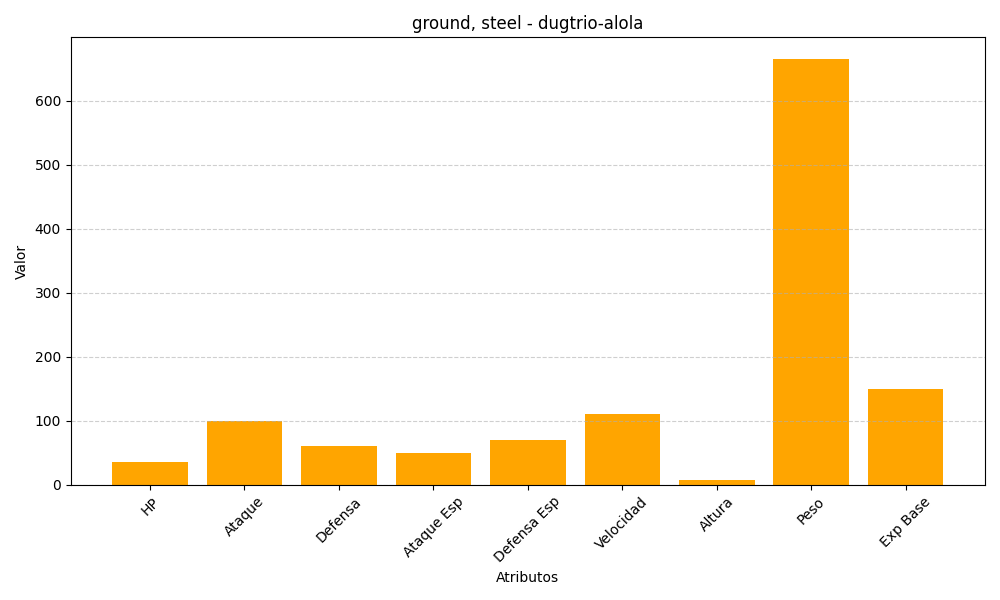 ground, steel - dugtrio-alola
Valor
600
500
400
300
200
100
0
HP
Ataque
Defensa
Ataque Esp
Defensa Esp
Velocidad
Altura
Peso
Exp Base
Atributos